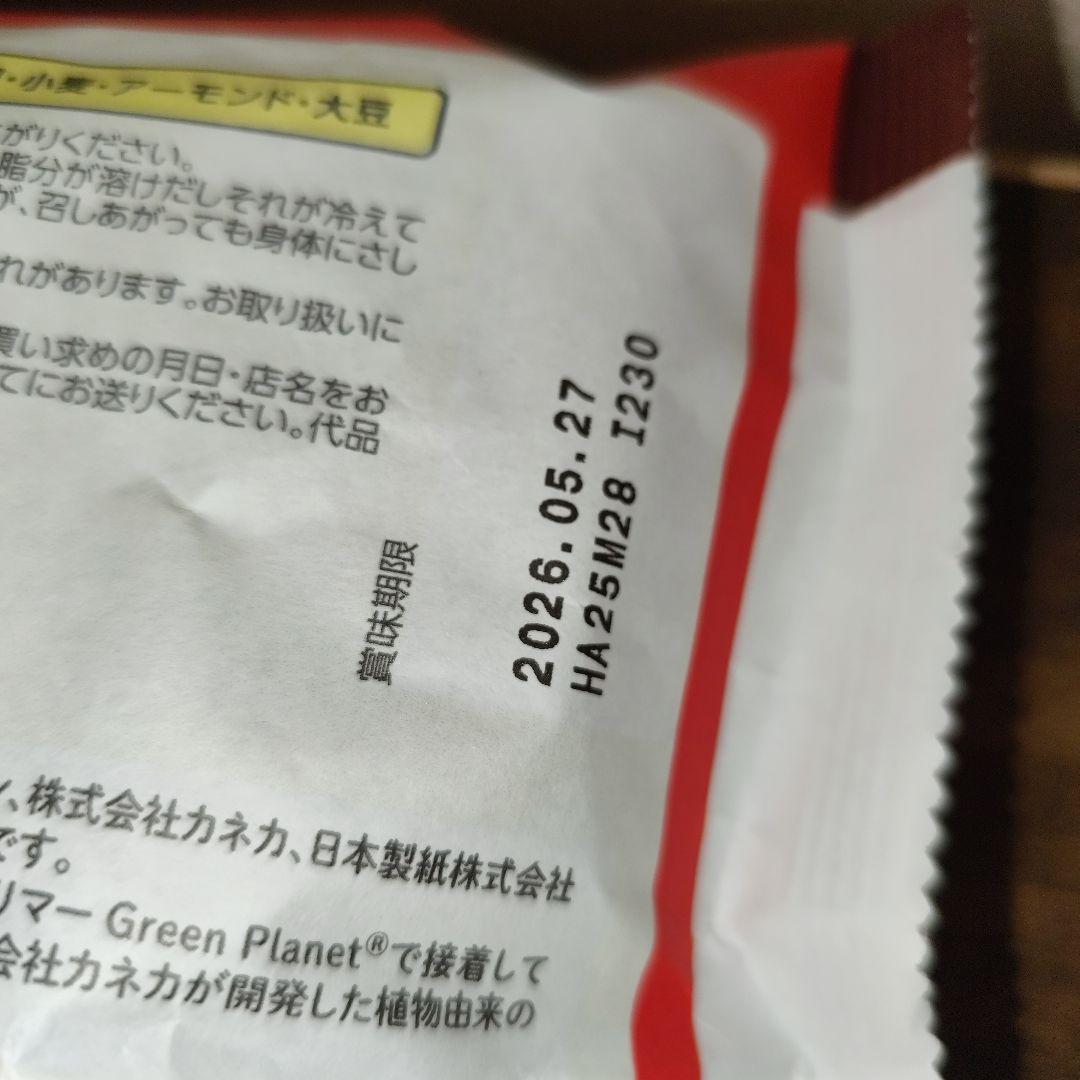 ・小麦・アーモンド・大豆
がりください。
脂分が溶けだしそれが冷えて
が、召しあがっても身体にさし
れがあります。お取り扱いに
買い求めの月日・店名をお
てにお送りください。代品
賞味期限
2026.05.27
HA25M28 I230
、株式会社カネカ、日本製紙株式会社
です。
リマー Green Planet®で接着して
会社カネカが開発した植物由来の